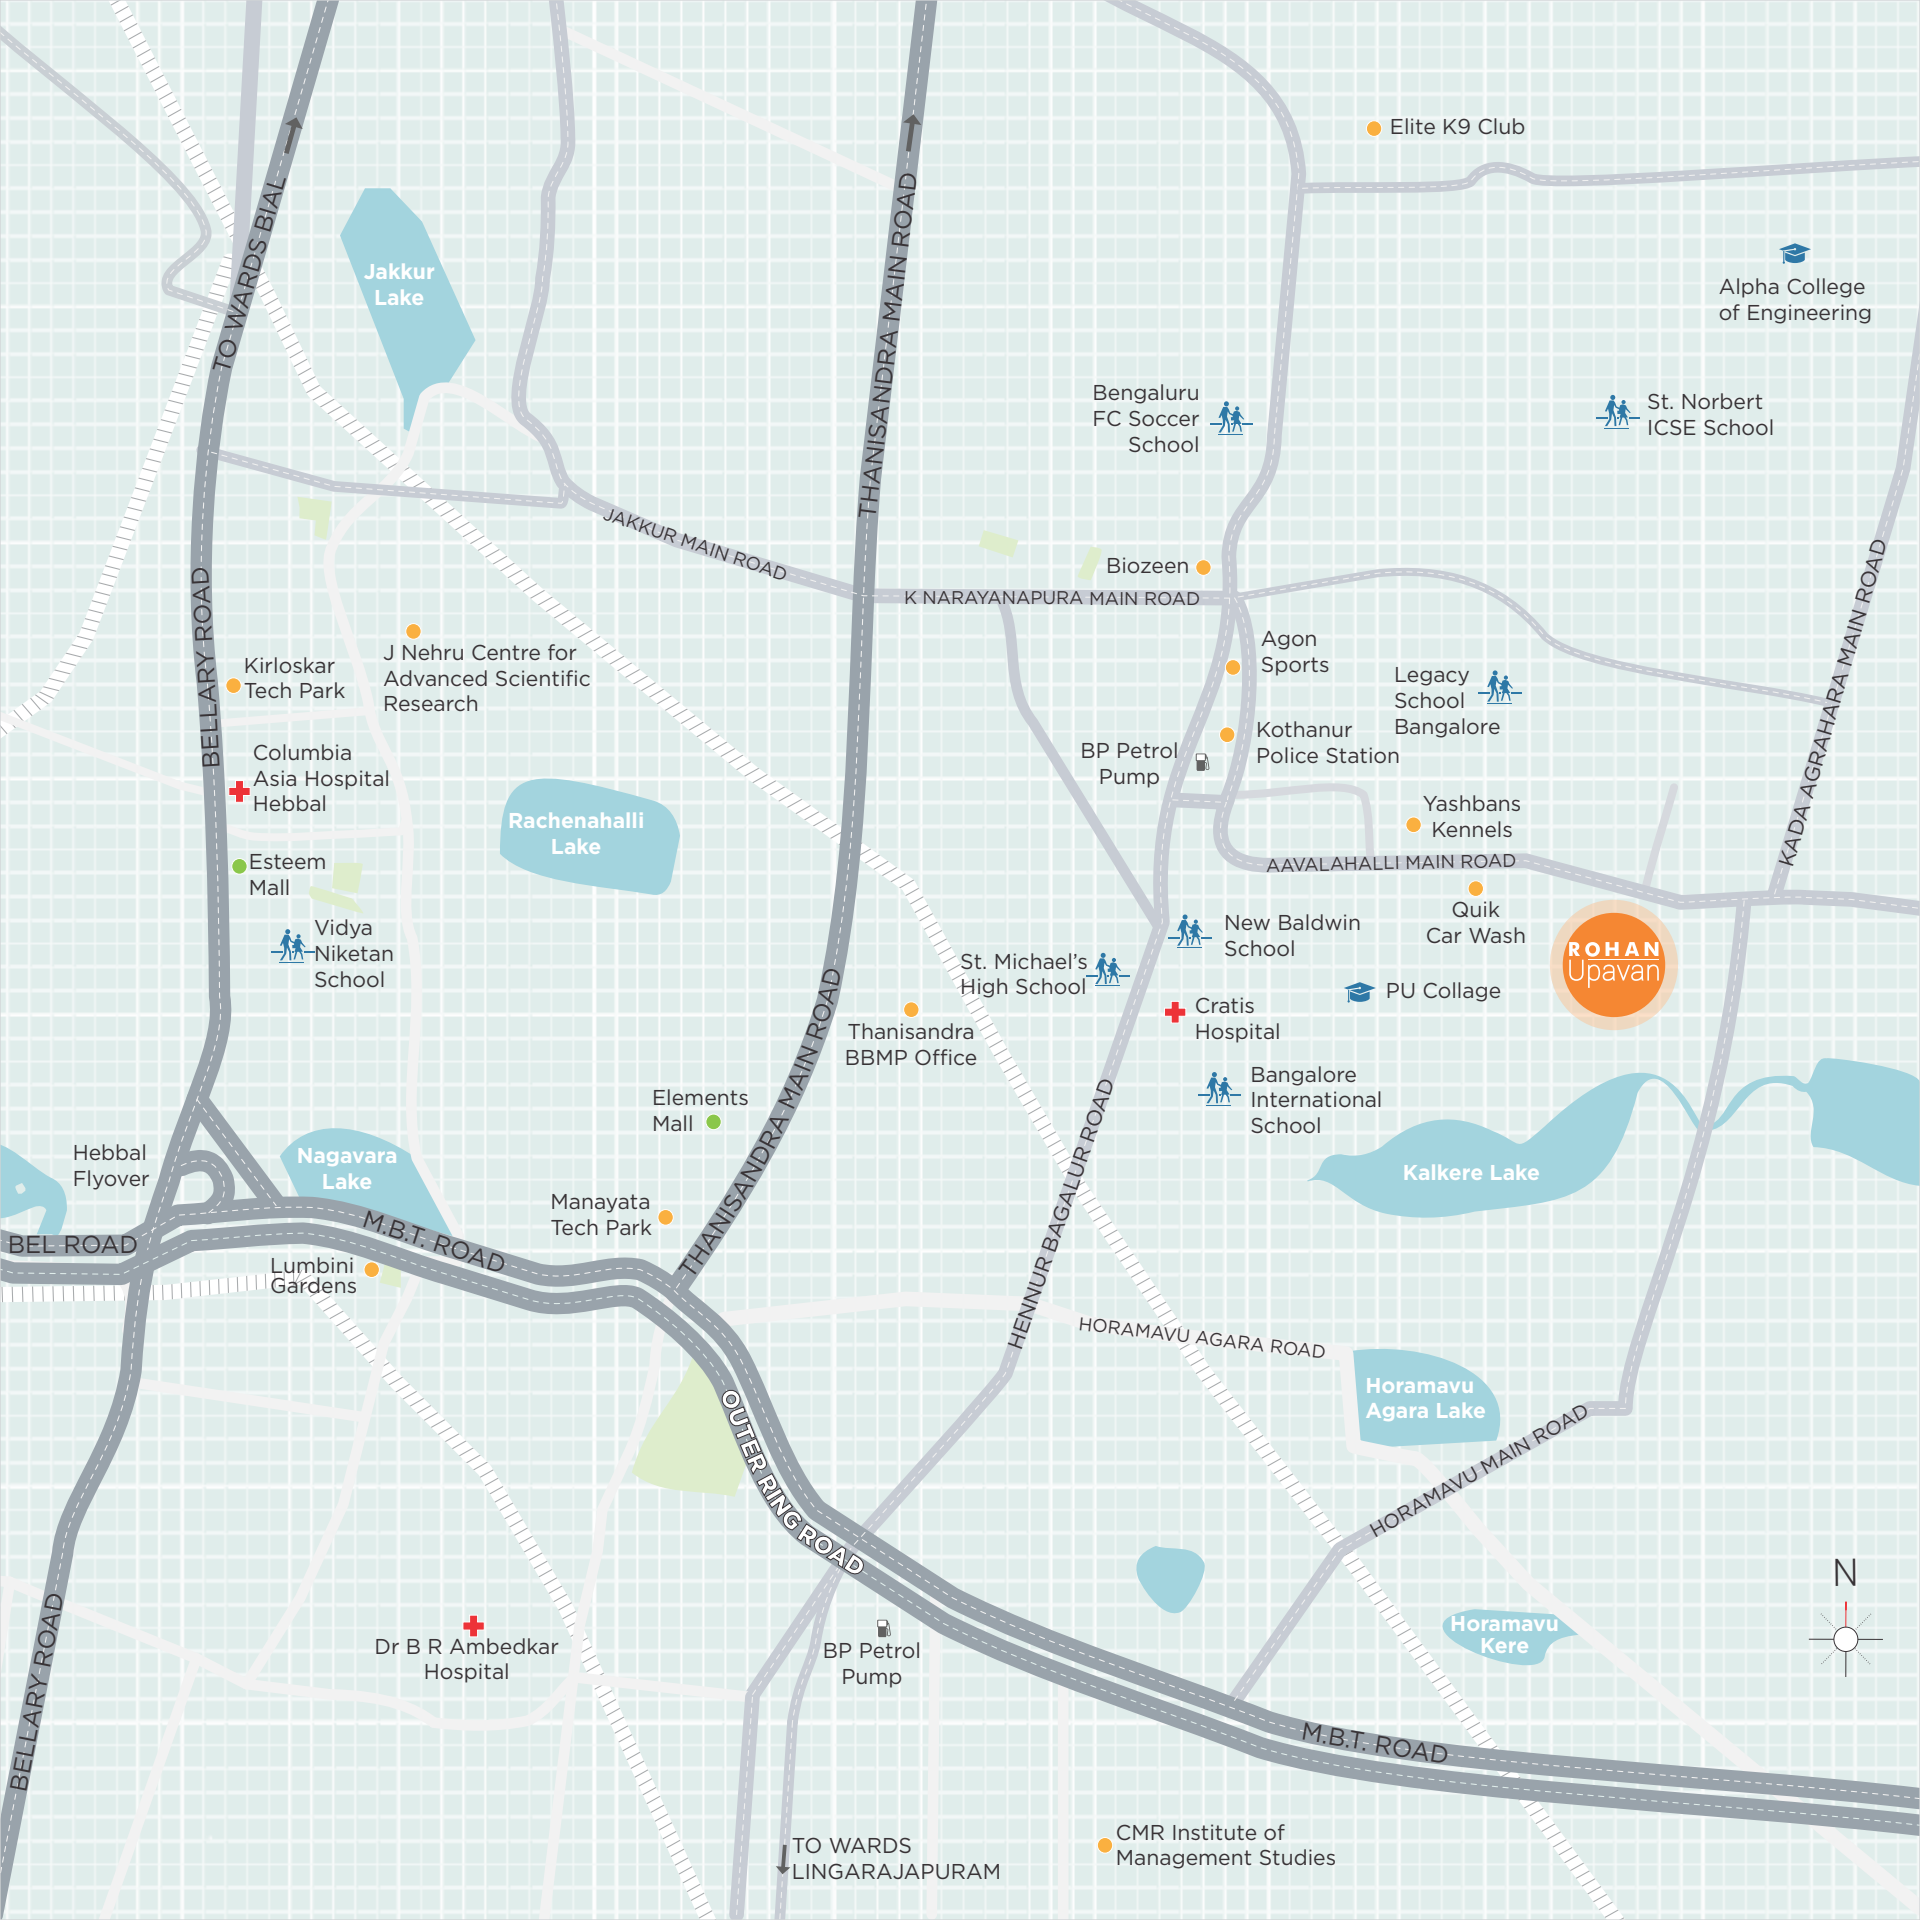 Elite K9 Club
TO WARDS BIAL
THANISANDRA MAIN ROAD
Jakkur
Lake
Alpha College
of Engineering
Bengaluru
FC Soccer
School
St. Norbert
ICSE School
JAKKUR MAIN ROAD
Biozeen
K NARAYANAPURA MAIN ROAD
KADA AGRAHARA MAIN ROAD
BELLARY ROAD
J Nehru Centre for
Advanced Scientific
Research
Kirloskar
Tech Park
Agon
Sports
Legacy
School
Bangalore
Kothanur
Police Station
BP Petrol
Pump
Columbia
Asia Hospital
Hebbal
Rachenahalli
Lake
Yashbans
Kennels
AAVALAHALLI MAIN ROAD
Esteem
Mall
Quik
Car Wash
Vidya
Niketan
School
New Baldwin
School
St. Michael's
High School
ROHAN
Upavan
PU Collage
Cratis
Hospital
Thanisandra
BBMP Office
THANISANDRA MAIN ROAD
Bangalore
International
School
Elements
Mall
HENNUR BAGALUR ROAD
Hebbal
Flyover
Nagavara
Lake
Kalkere Lake
Manayata
Tech Park
BEL ROAD
M.B.T. ROAD
Lumbini
Gardens
HORAMAVU AGARA ROAD
Horamavu
Agara Lake
OUTER RING ROAD
HORAMAVU MAIN ROAD
N
Horamavu
Kere
Dr B R Ambedkar
Hospital
BP Petrol
Pump
BELLARY ROAD
M.B.T. ROAD
TO WARDS
LINGARAJAPURAM
CMR Institute of
Management Studies